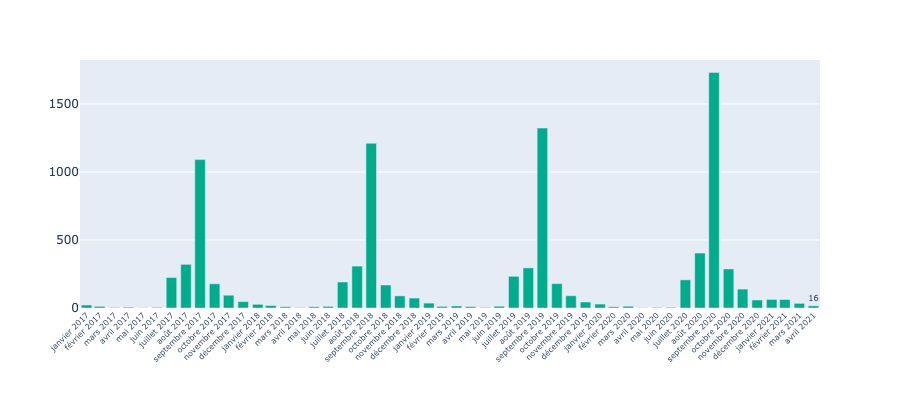 1500
1000
500
0
16
janvier 2017
février 2017
mars 2017
avril 2017
mai 2017
juin 2017
juillet 2017
août 2017
septembre 2017
octobre 2017
novembre 2017
décembre 2017
janvier 2018
février 2018
mars 2018
avril 2018
mai 2018
juin 2018
juillet 2018
août 2018
septembre 2018
octobre 2018
novembre 2018
décembre 2018
janvier 2019
février 2019
mars 2019
avril 2019
mai 2019
juin 2019
juillet 2019
août 2019
septembre 2019
octobre 2019
novembre 2019
décembre 2019
janvier 2020
février 2020
mars 2020
avril 2020
mai 2020
juin 2020
juillet 2020
août 2020
septembre 2020
octobre 2020
novembre 2020
décembre 2020
janvier 2021
février 2021
mars 2021
avril 2021